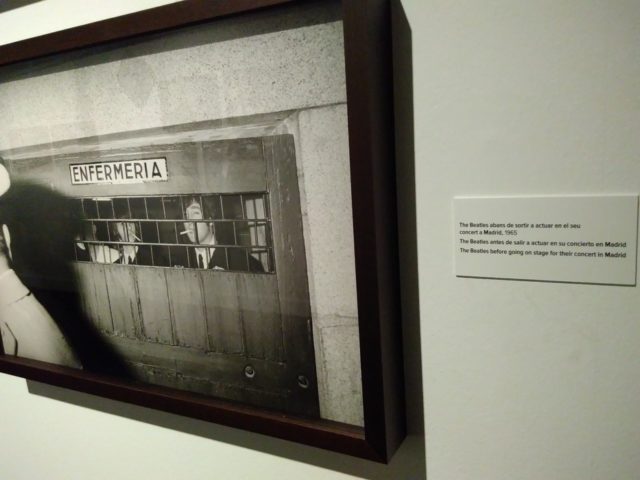 ENFERMERIA
The Beatles abans de sortir a actuar en el seu
concert a Madrid, 1965
The Beatles antes de salir a actuar en su concierto en Madrid
The Beatles before going on stage for their concert in Madrid